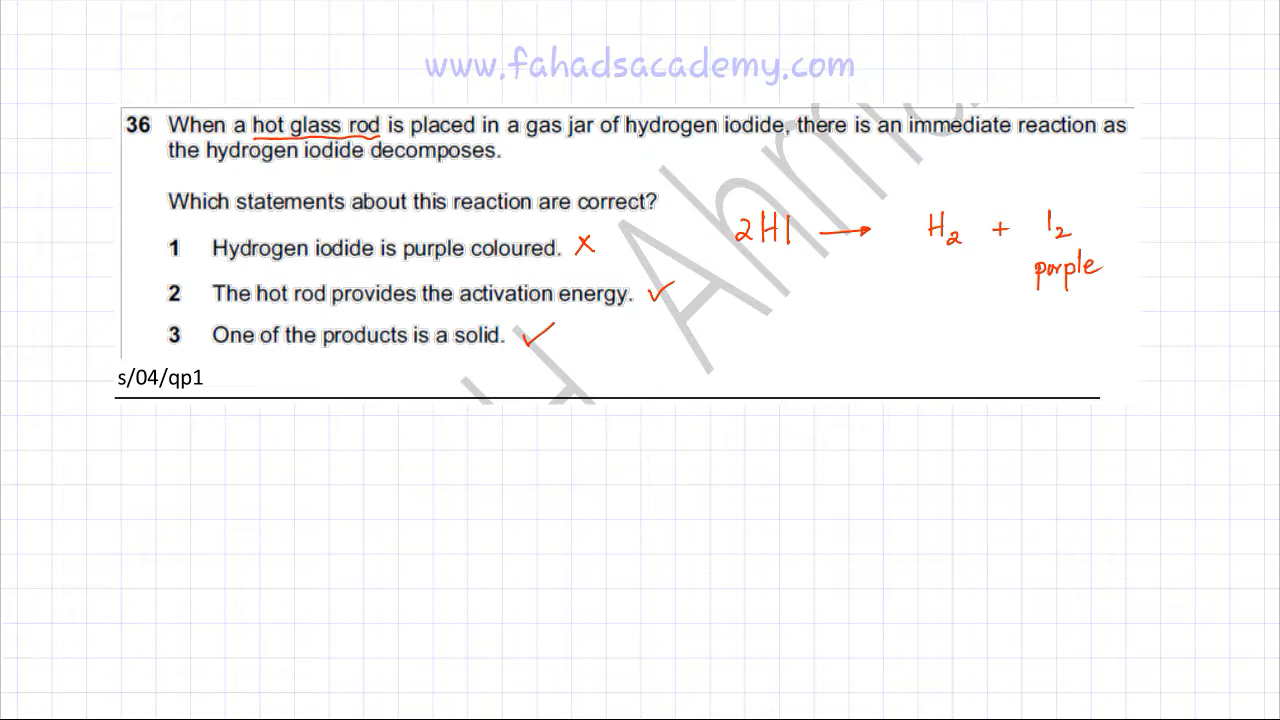 www.fahadsacademy.com
36 When a hot glass rod is placed in a gas jar of hydrogen iodide, there is an immediate reaction as
the hydrogen iodide decomposes.
Which statements about this reaction are correct?
2HI → H₂ + I₂
purple
1 Hydrogen iodide is purple coloured. ✗
2 The hot rod provides the activation energy. ✓
3 One of the products is a solid. ✓
s/04/qp1